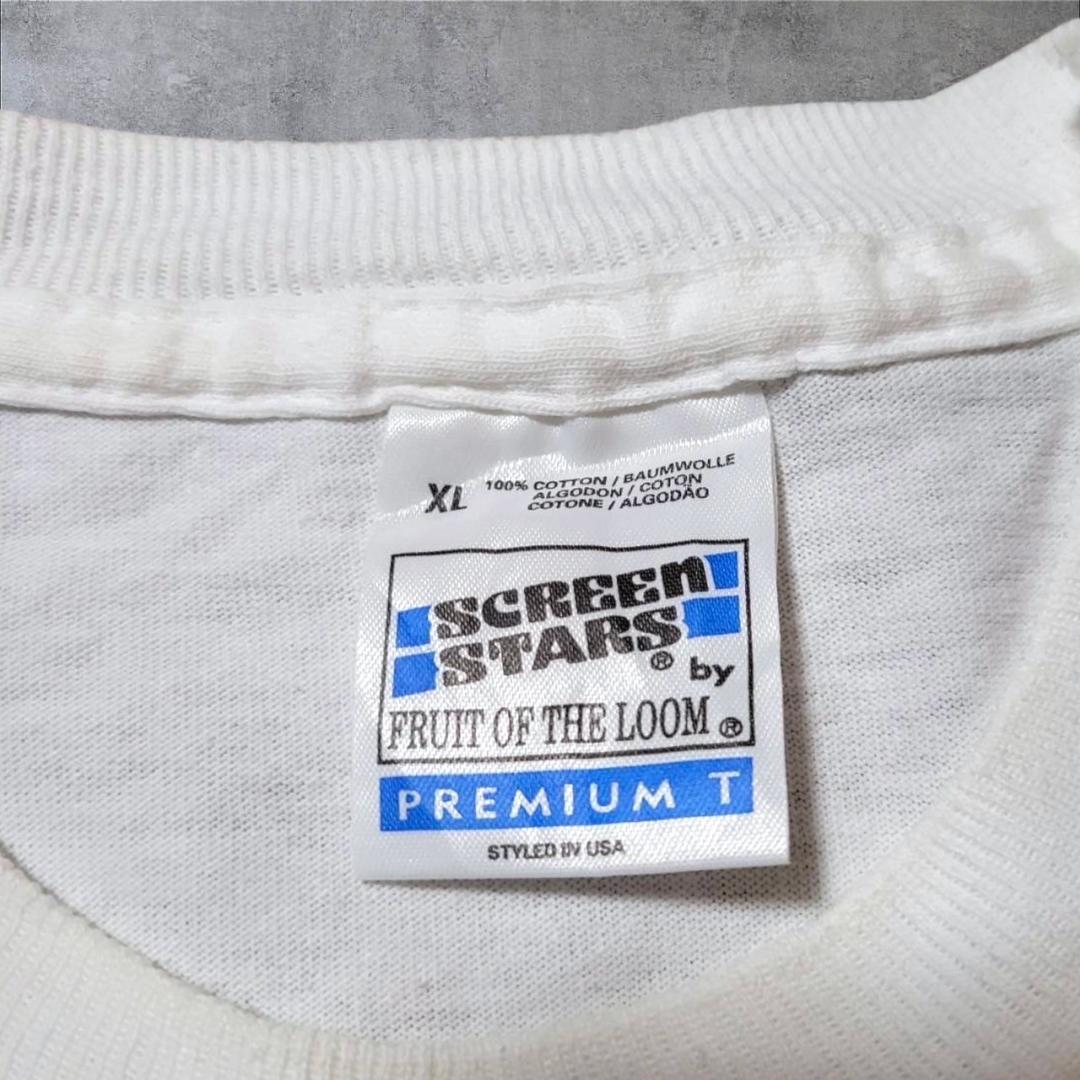 XL 100% COTTON / BAUMWOLLE
ALGODON / COTON
COTONE / ALGODÃO
SCREEN
STARS® by
FRUIT OF THE LOOM®
PREMIUM T
STYLED IN USA